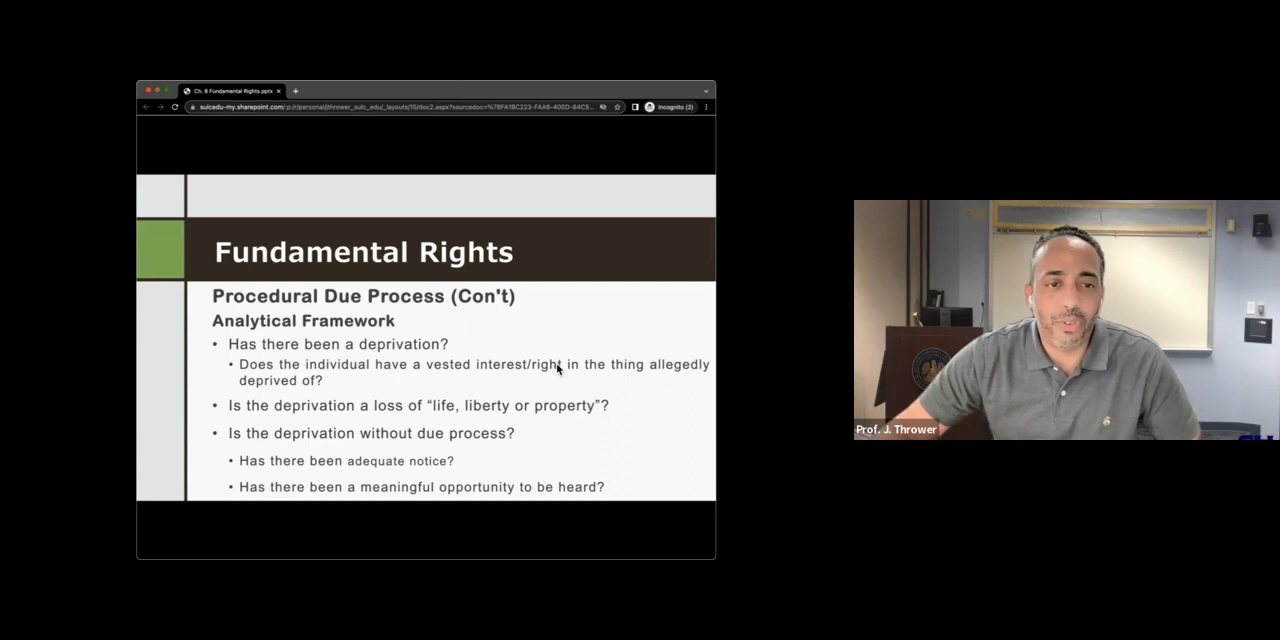 Ch. 8 Fundamental Rights.pptx
Incognito (2)
Fundamental Rights
Procedural Due Process (Con't)
Analytical Framework
• Has there been a deprivation?
• Does the individual have a vested interest/right in the thing allegedly
deprived of?
• Is the deprivation a loss of “life, liberty or property”?
• Is the deprivation without due process?
• Has there been adequate notice?
• Has there been a meaningful opportunity to be heard?
Prof. J. Thrower